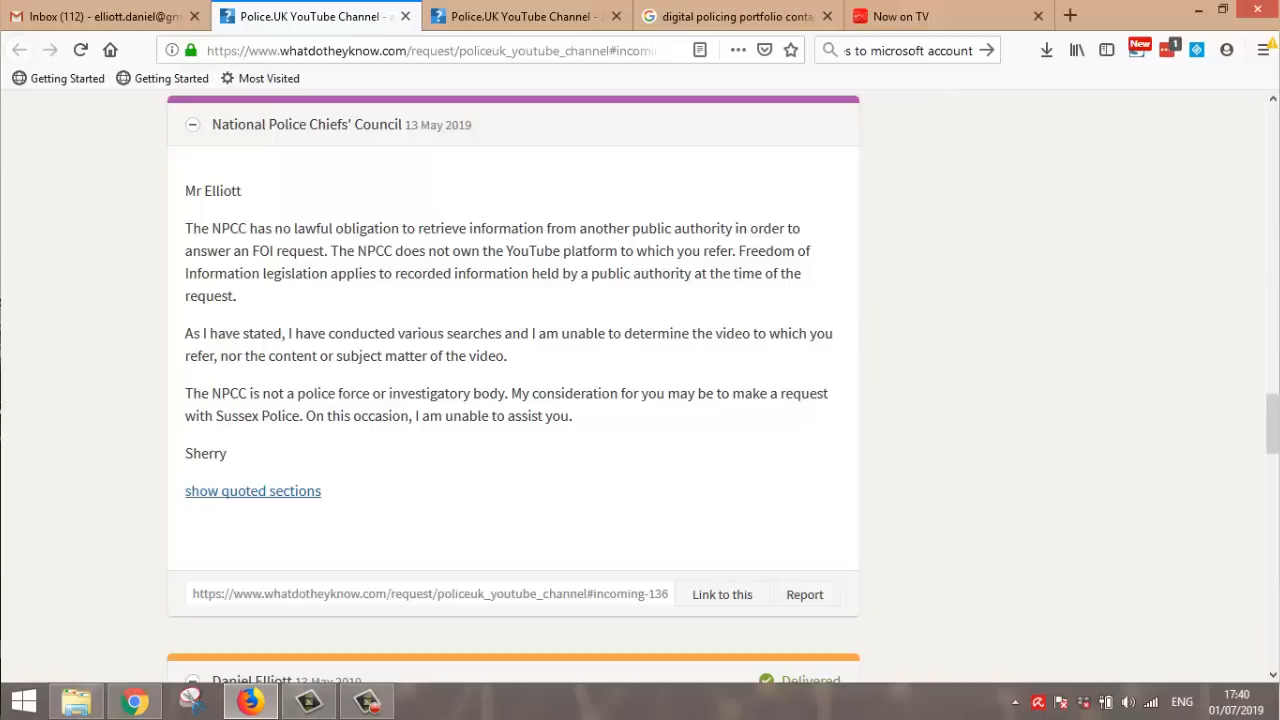 Inbox (112) - elliott.daniel@gm
Police.UK YouTube Channel - a
Police.UK YouTube Channel - a
digital policing portfolio conta
Now on TV
https://www.whatdotheyknow.com/request/policeuk_youtube_channel#incomi
s to microsoft account
New
1
Getting Started
Getting Started
Most Visited
National Police Chiefs' Council 13 May 2019
Mr Elliott
The NPCC has no lawful obligation to retrieve information from another public authority in order to
answer an FOI request. The NPCC does not own the YouTube platform to which you refer. Freedom of
Information legislation applies to recorded information held by a public authority at the time of the
request.
As I have stated, I have conducted various searches and I am unable to determine the video to which you
refer, nor the content or subject matter of the video.
The NPCC is not a police force or investigatory body. My consideration for you may be to make a request
with Sussex Police. On this occasion, I am unable to assist you.
Sherry
show quoted sections
https://www.whatdotheyknow.com/request/policeuk_youtube_channel#incoming-136
Link to this
Report
Daniel Elliott 13 May 2019
Delivered
ENG
17:40
01/07/2019